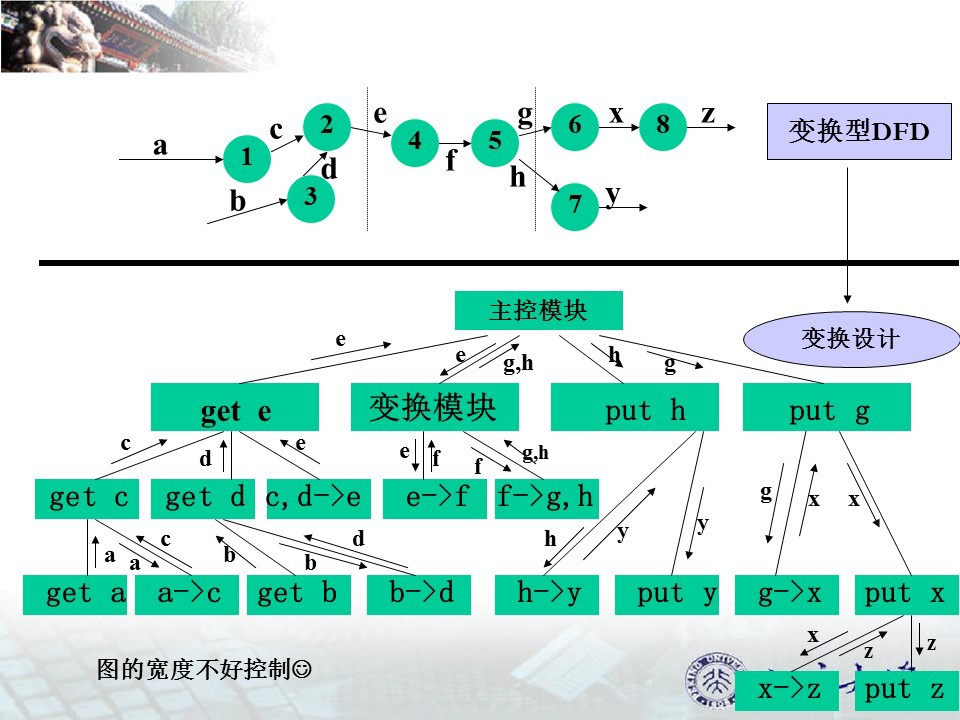 a
1
c
2
e
4
f
5
g
6
x
8
z
变换型DFD
b
3
d
h
7
y
主控模块
变换设计
e
e
g,h
h
g
get e
变换模块
put h
put g
c
d
e
e
f
f
g,h
g
x
x
get c
get d
c,d->e
e->f
f->g,h
a
a
c
b
b
d
h
y
y
get a
a->c
get b
b->d
h->y
put y
g->x
put x
x
z
z
图的宽度不好控制☺
x->z
put z